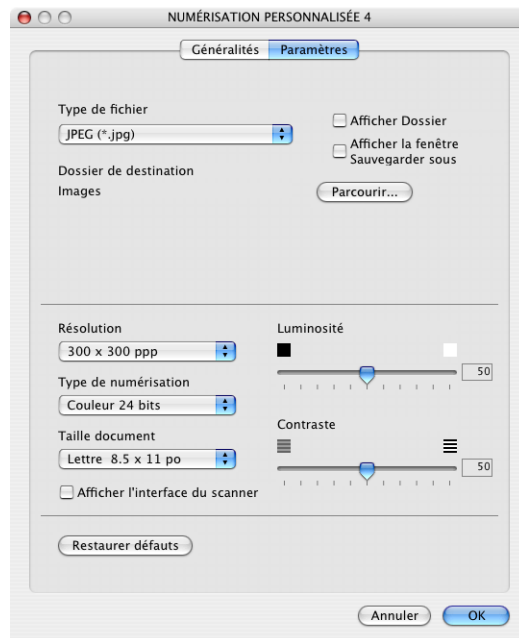 NUMÉRISATION PERSONNALISÉE 4
Généralités Paramètres
Type de fichier
JPEG (*.jpg)
Afficher Dossier
Afficher la fenêtre
Sauvegarder sous
Dossier de destination
Images
Parcourir...
Résolution
300 x 300 ppp
Type de numérisation
Couleur 24 bits
Taille document
Lettre 8.5 x 11 po
Afficher l'interface du scanner
Luminosité
50
Contraste
50
Restaurer défauts
Annuler OK